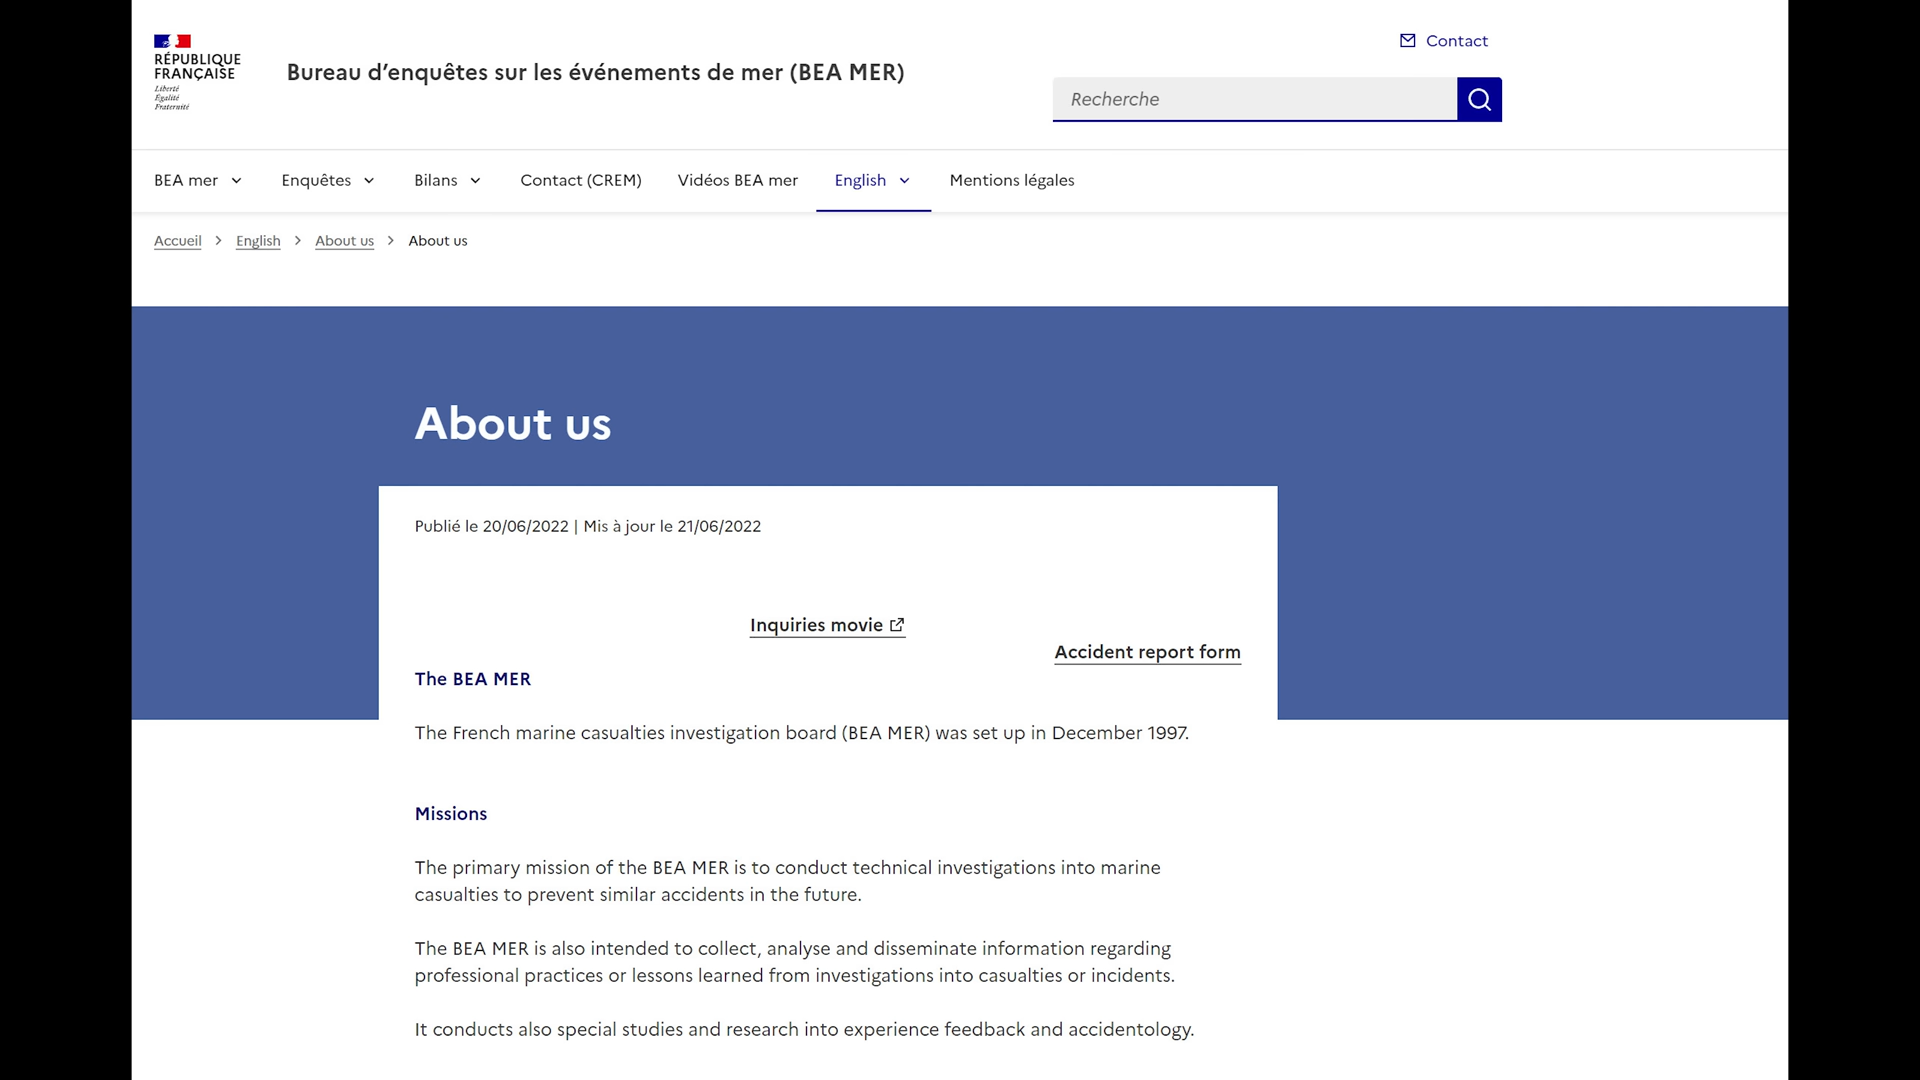 RÉPUBLIQUE
FRANÇAISE
Liberté
Égalité
Fraternité
Bureau d’enquêtes sur les événements de mer (BEA MER)
Contact
Recherche
BEA mer
Enquêtes
Bilans
Contact (CREM)
Vidéos BEA mer
English
Mentions légales
Accueil > English > About us > About us
About us
Publié le 20/06/2022 | Mis à jour le 21/06/2022
Inquiries movie
Accident report form
The BEA MER
The French marine casualties investigation board (BEA MER) was set up in December 1997.
Missions
The primary mission of the BEA MER is to conduct technical investigations into marine
casualties to prevent similar accidents in the future.
The BEA MER is also intended to collect, analyse and disseminate information regarding
professional practices or lessons learned from investigations into casualties or incidents.
It conducts also special studies and research into experience feedback and accidentology.